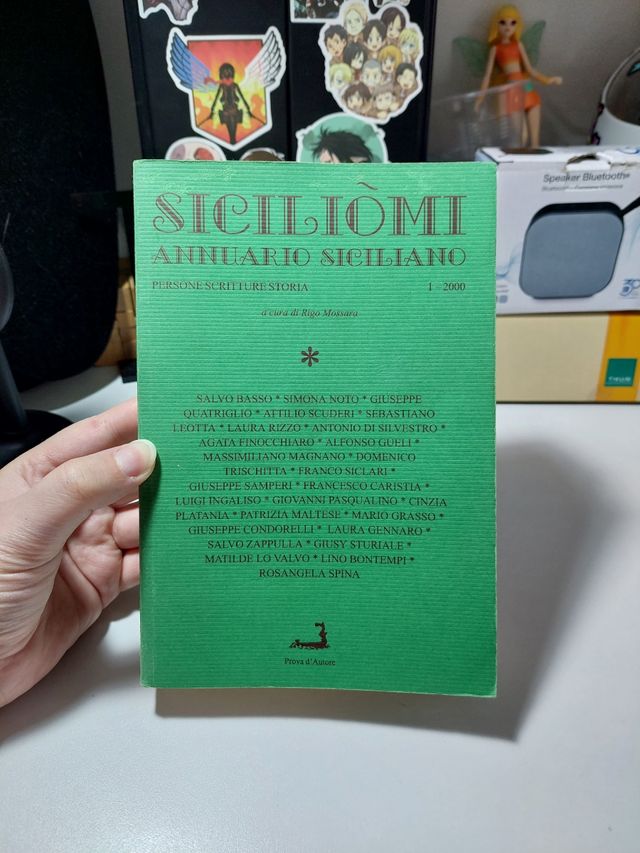 SICILIÒMI
ANNUARIO SICILIANO
PERSONE SCRITTURE STORIA 1 - 2000
a cura di Rigo Mossara
*
SALVO BASSO * SIMONA NOTO * GIUSEPPE
QUATRIGLIO * ATTILIO SCUDERI * SEBASTIANO
LEOTTA * LAURA RIZZO * ANTONIO DI SILVESTRO *
AGATA FINOCCHIARO * ALFONSO GUELI *
MASSIMILIANO MAGNANO * DOMENICO
TRISCHITTA * FRANCO SICLARI *
GIUSEPPE SAMPERI * FRANCESCO CARISTIA *
LUIGI INGALISO * GIOVANNI PASQUALINO * CINZIA
PLATANIA * PATRIZIA MALTESE * MARIO GRASSO *
GIUSEPPE CONDORELLI * LAURA GENNARO *
SALVO ZAPPULLA * GIUSY STURIALE *
MATILDE LO VALVO * LINO BONTEMPI *
ROSANGELA SPINA
Prova d'Autore
Speaker Bluetooth®